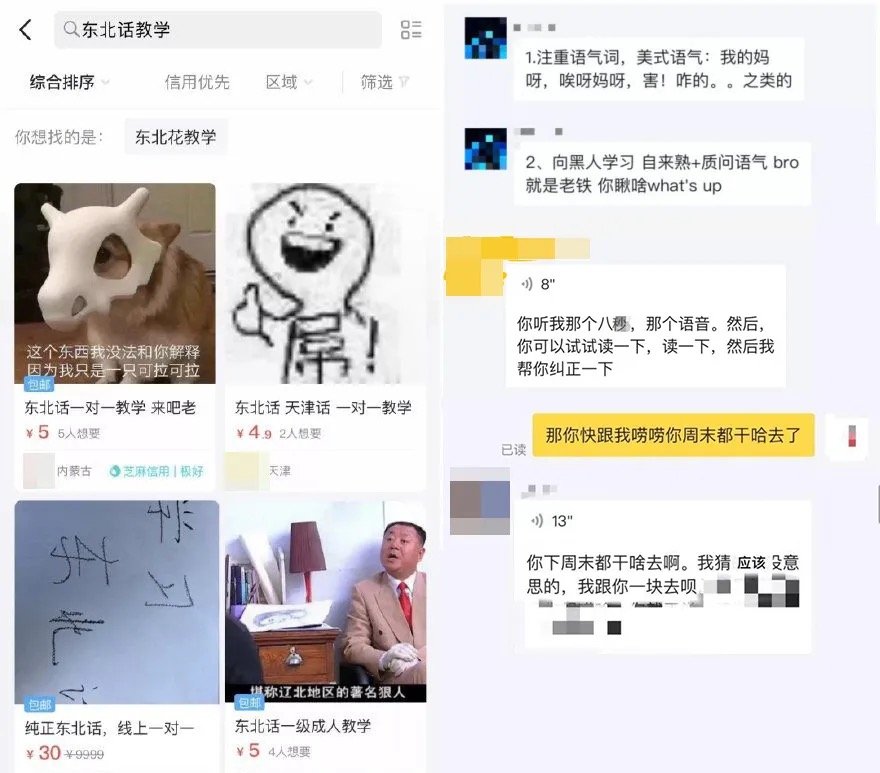 东北话教学
综合排序
信用优先
区域
筛选
你想找的是：
东北花教学
这个东西我没法和你解释
因为我只是一只可拉可拉
包邮
东北话一对一教学 来吧老
¥ 5 5人想要
内蒙古 芝麻信用 | 极好
屌!
东北话 天津话 一对一教学
¥ 4.9 2人想要
天津
学习
东北话
包邮
纯正东北话，线上一对一
¥ 30 ¥9999
堪称辽北地区的著名狠人
包邮
东北话一级成人教学
¥ 5 4人想要
1.注重语气词，美式语气：我的妈
呀，唉呀妈呀，害！咋的。。之类的
2、向黑人学习 自来熟+质问语气 bro
就是老铁 你瞅啥what's up
8"
你听我那个八秒，那个语音。然后，
你可以试试读一下，读一下，然后我
帮你纠正一下
已读
那你快跟我唠唠你周末都干哈去了
13"
你下周末都干啥去啊。我猜 应该 没意
思的，我跟你一块去呗